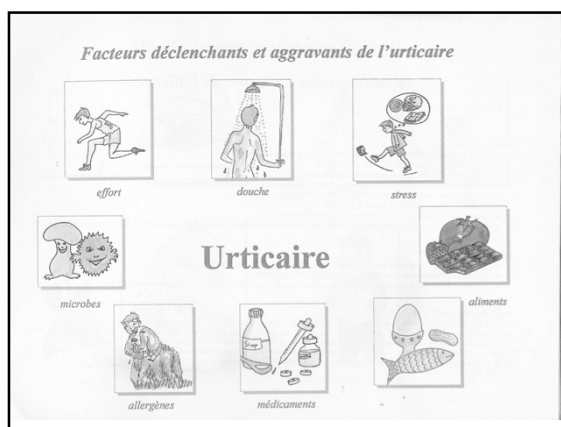 Facteurs déclenchants et aggravants de l'urticaire
effort
douche
stress
microbes
Urticaire
aliments
Sirop
allergènes
médicaments